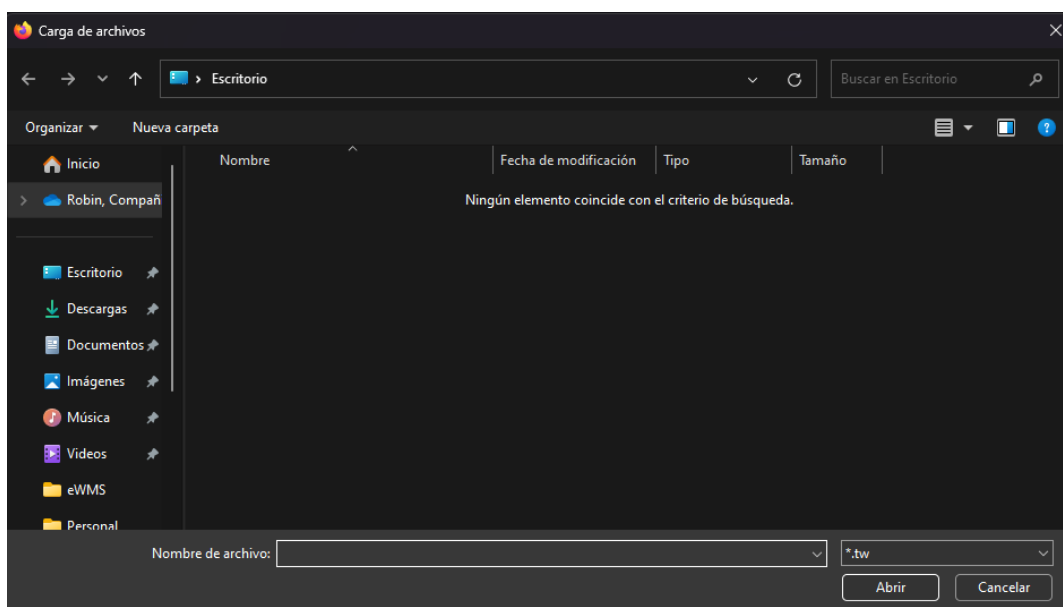 Carga de archivos
Escritorio
Buscar en Escritorio
Organizar Nueva carpeta
Inicio
Robin, Compañ
Escritorio
Descargas
Documentos
Imágenes
Música
Videos
eWMS
Personal
Nombre Fecha de modificación Tipo Tamaño
Ningún elemento coincide con el criterio de búsqueda.
Nombre de archivo: *.tw
Abrir Cancelar